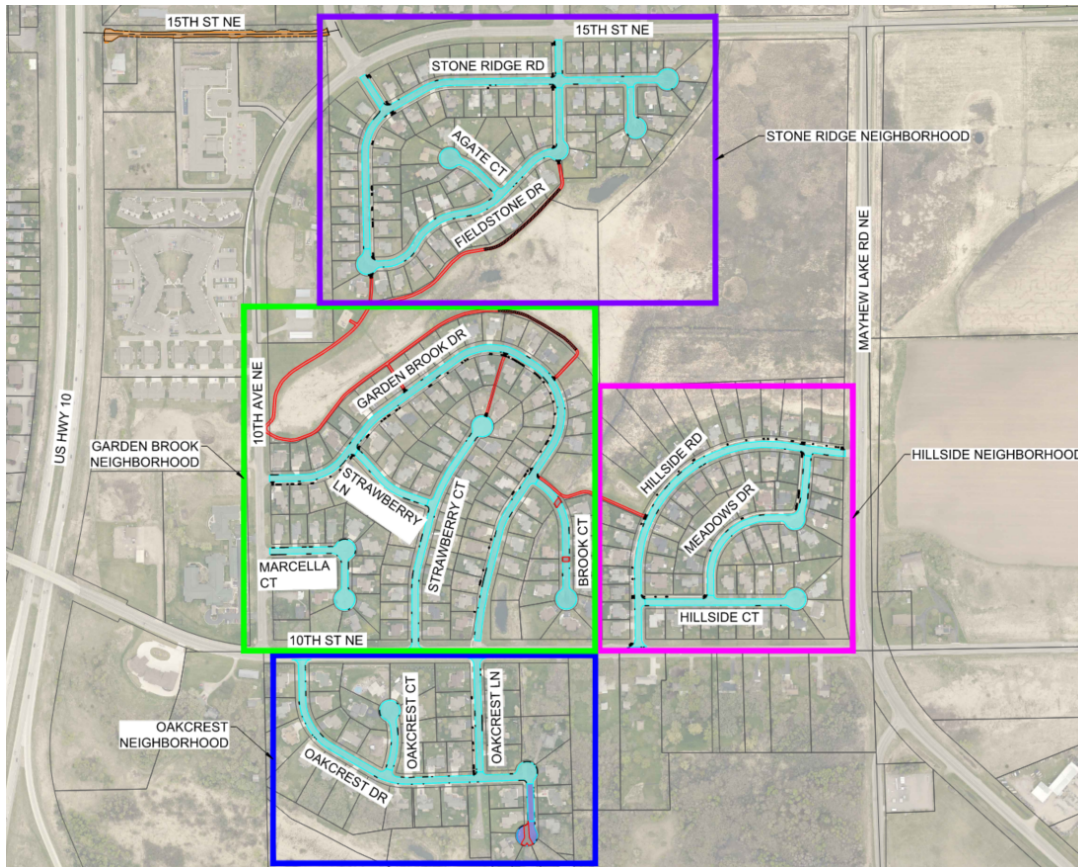 15TH ST NE
15TH ST NE
STONE RIDGE RD
STONE RIDGE NEIGHBORHOOD
AGATE CT
FIELDSTONE DR
MAYHEW LAKE RD NE
US HWY 10
10TH AVE NE
GARDEN BROOK DR
GARDEN BROOK
NEIGHBORHOOD
STRAWBERRY
LN
STRAWBERRY CT
HILLSIDE RD
HILLSIDE NEIGHBORHOOD
MEADOWS DR
BROOK CT
MARCELLA
CT
HILLSIDE CT
10TH ST NE
OAKCREST
NEIGHBORHOOD
OAKCREST CT
OAKCREST LN
OAKCREST DR